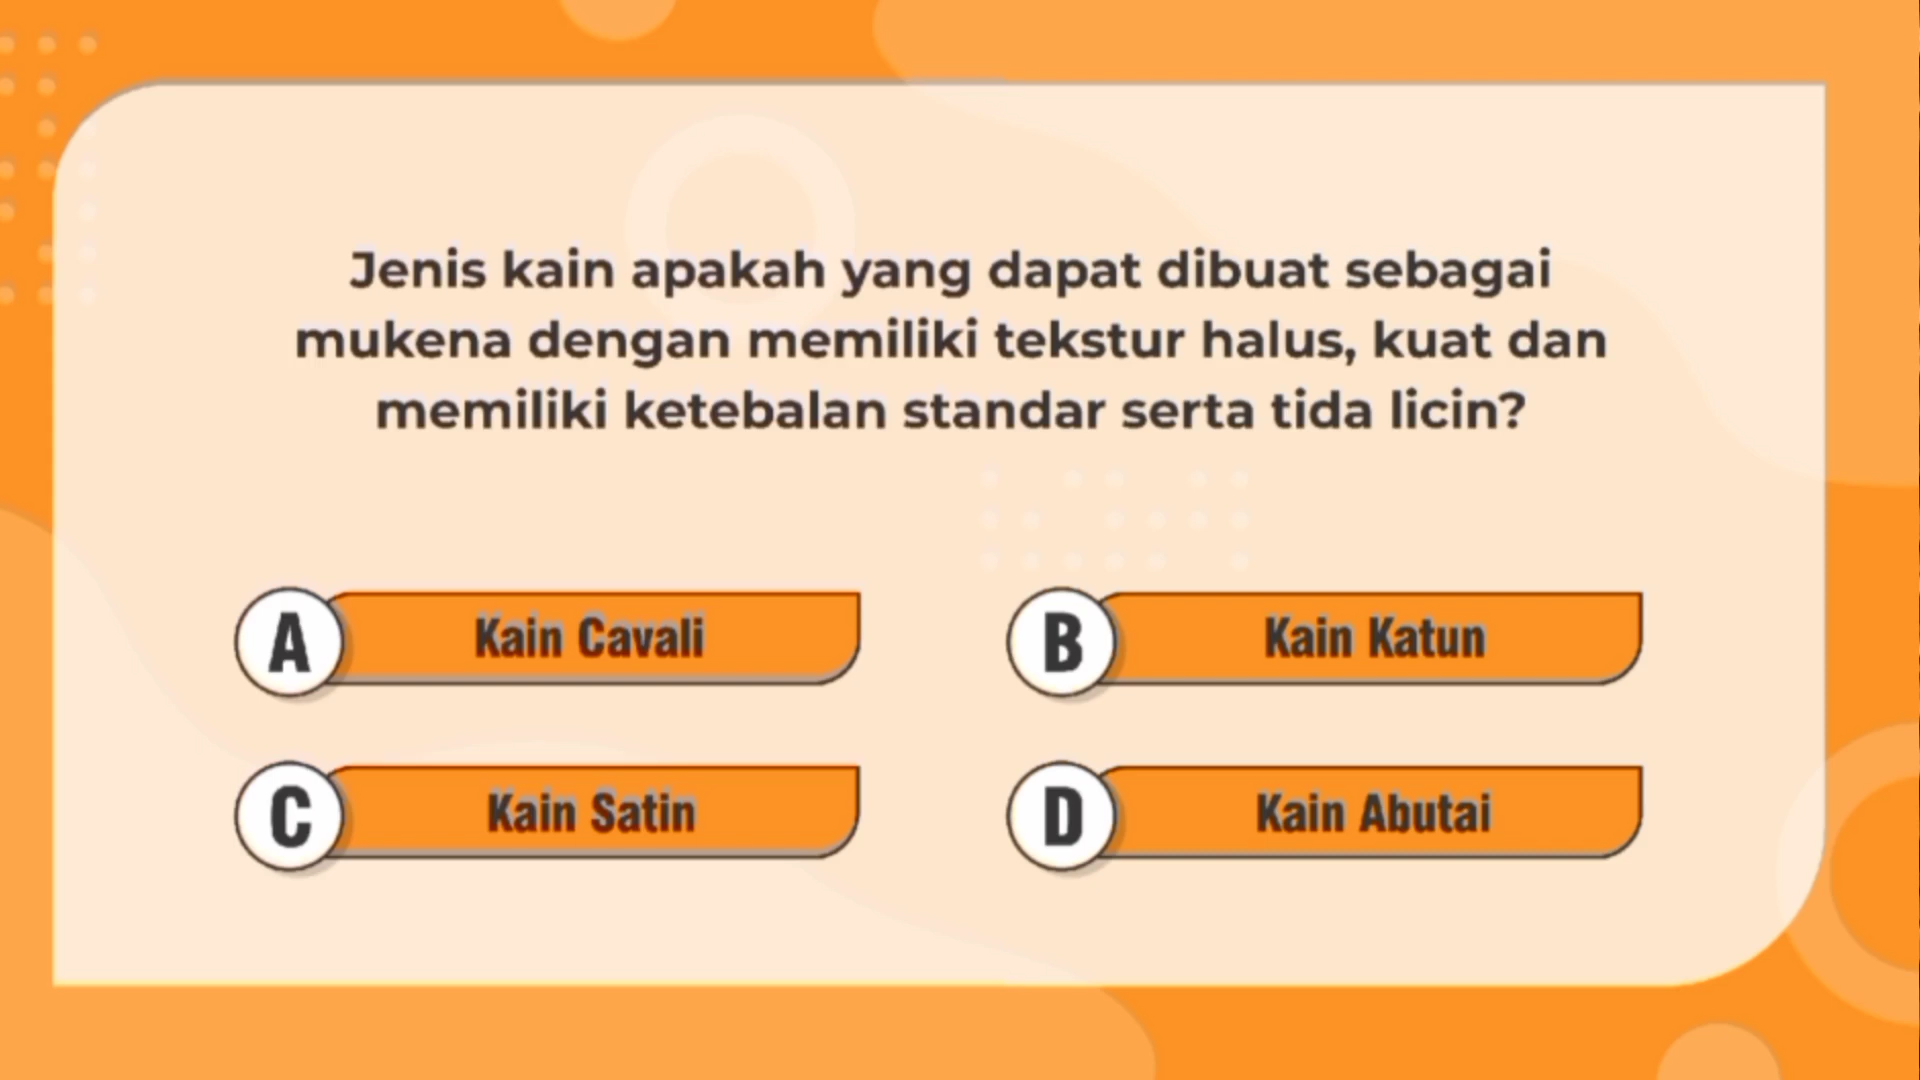 Jenis kain apakah yang dapat dibuat sebagai
mukena dengan memiliki tekstur halus, kuat dan
memiliki ketebalan standar serta tida licin?
A Kain Cavali
B Kain Katun
C Kain Satin
D Kain Abutai